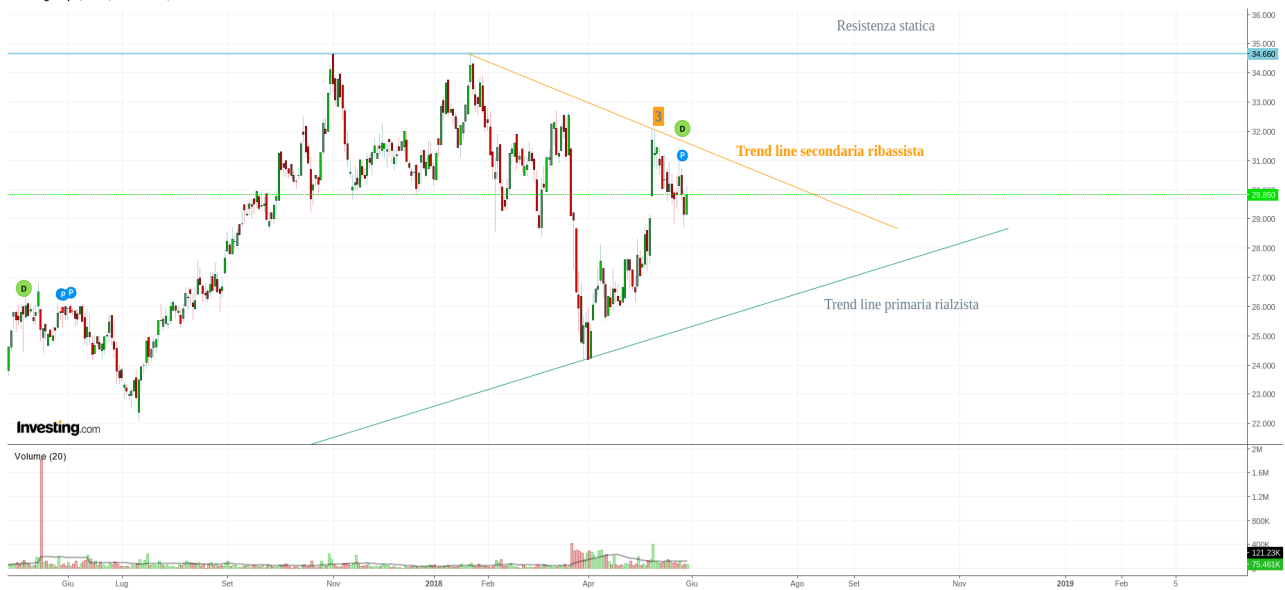 Resistenza statica
36.000
35.000
34.660
34.000
33.000
3
32.000
D
P
Trend line secondaria ribassista
31.000
29.850
29.000
28.000
D
P P
27.000
Trend line primaria rialzista
26.000
25.000
24.000
23.000
Investing.com
22.000
Volume (20)
2M
1.6M
1.2M
800K
400K
121.23K
75.461K
Giu Lug Set Nov 2018 Feb Apr Giu Ago Set Nov 2019 Feb 5